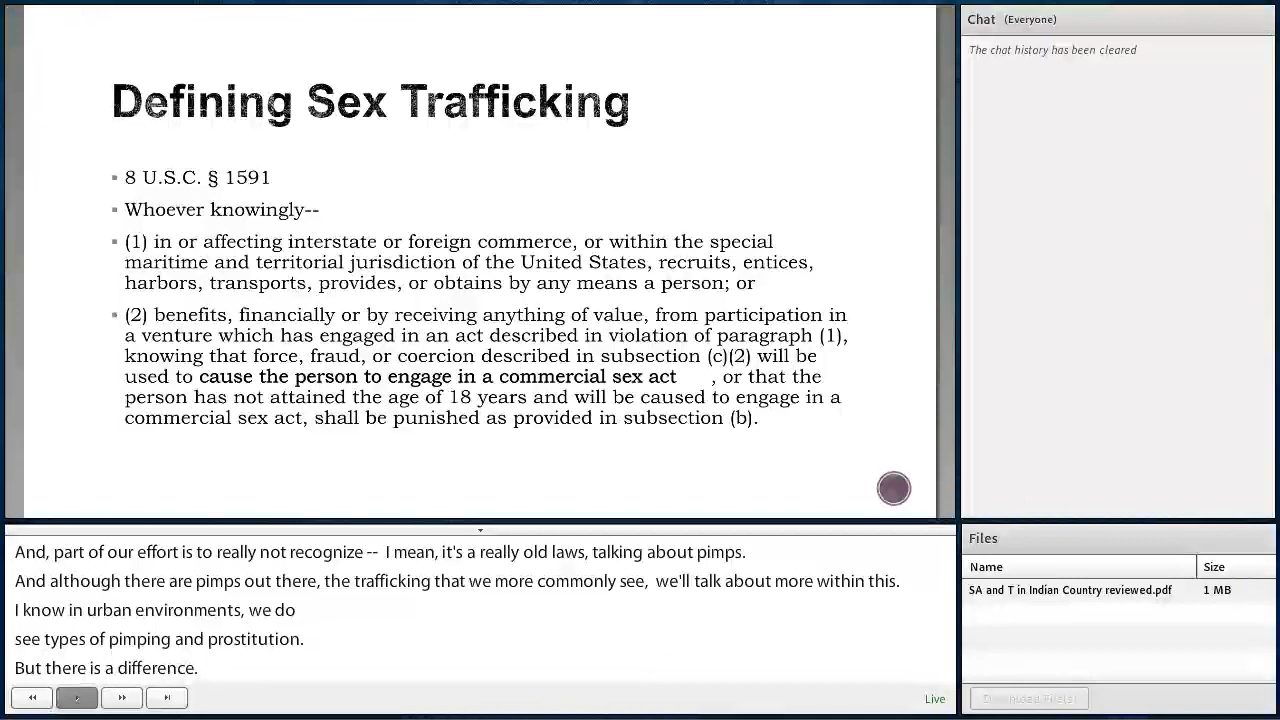 Defining Sex Trafficking
8 U.S.C. § 1591
Whoever knowingly--
(1) in or affecting interstate or foreign commerce, or within the special
maritime and territorial jurisdiction of the United States, recruits, entices,
harbors, transports, provides, or obtains by any means a person; or
(2) benefits, financially or by receiving anything of value, from participation in
a venture which has engaged in an act described in violation of paragraph (1),
knowing that force, fraud, or coercion described in subsection (c)(2) will be
used to cause the person to engage in a commercial sex act , or that the
person has not attained the age of 18 years and will be caused to engage in a
commercial sex act, shall be punished as provided in subsection (b).
And, part of our effort is to really not recognize -- I mean, it's a really old laws, talking about pimps.
And although there are pimps out there, the trafficking that we more commonly see, we'll talk about more within this.
I know in urban environments, we do
see types of pimping and prostitution.
But there is a difference.
Live
Chat (Everyone)
The chat history has been cleared
Files
Name Size
SA and T in Indian Country reviewed.pdf 1 MB
Download File(s)